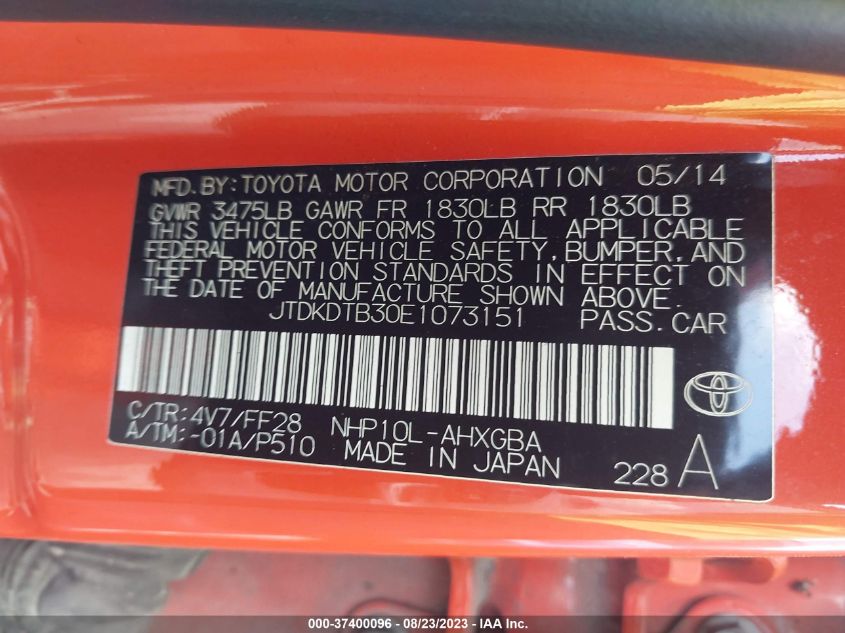 MFD. BY: TOYOTA MOTOR CORPORATION 05/14
GVWR 3475LB GAWR FR 1830LB RR 1830LB
THIS VEHICLE CONFORMS TO ALL APPLICABLE
FEDERAL MOTOR VEHICLE SAFETY, BUMPER, AND
THEFT PREVENTION STANDARDS IN EFFECT ON
THE DATE OF MANUFACTURE SHOWN ABOVE.
JTDKDTB30E1073151 PASS. CAR
C/TR: 4V7/FF28 NHP10L-AHXGBA
A/TM: -01A/P510 MADE IN JAPAN
228 A
000-37400096 - 08/23/2023 - IAA Inc.